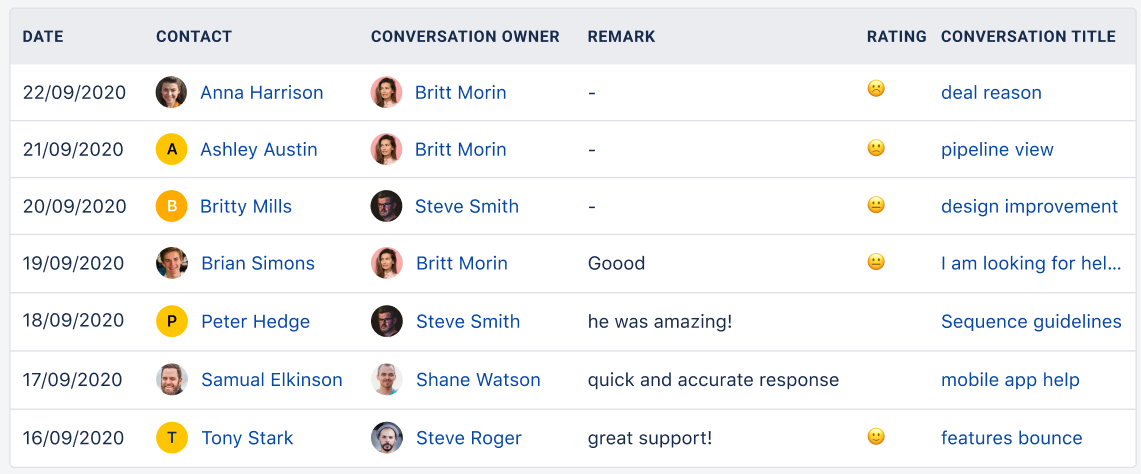 DATE CONTACT CONVERSATION OWNER REMARK RATING CONVERSATION TITLE
22/09/2020 Anna Harrison Britt Morin - deal reason
21/09/2020 A Ashley Austin Britt Morin - pipeline view
20/09/2020 B Britty Mills Steve Smith - design improvement
19/09/2020 Brian Simons Britt Morin Goood I am looking for hel...
18/09/2020 P Peter Hedge Steve Smith he was amazing! Sequence guidelines
17/09/2020 Samual Elkinson Shane Watson quick and accurate response mobile app help
16/09/2020 T Tony Stark Steve Roger great support! features bounce